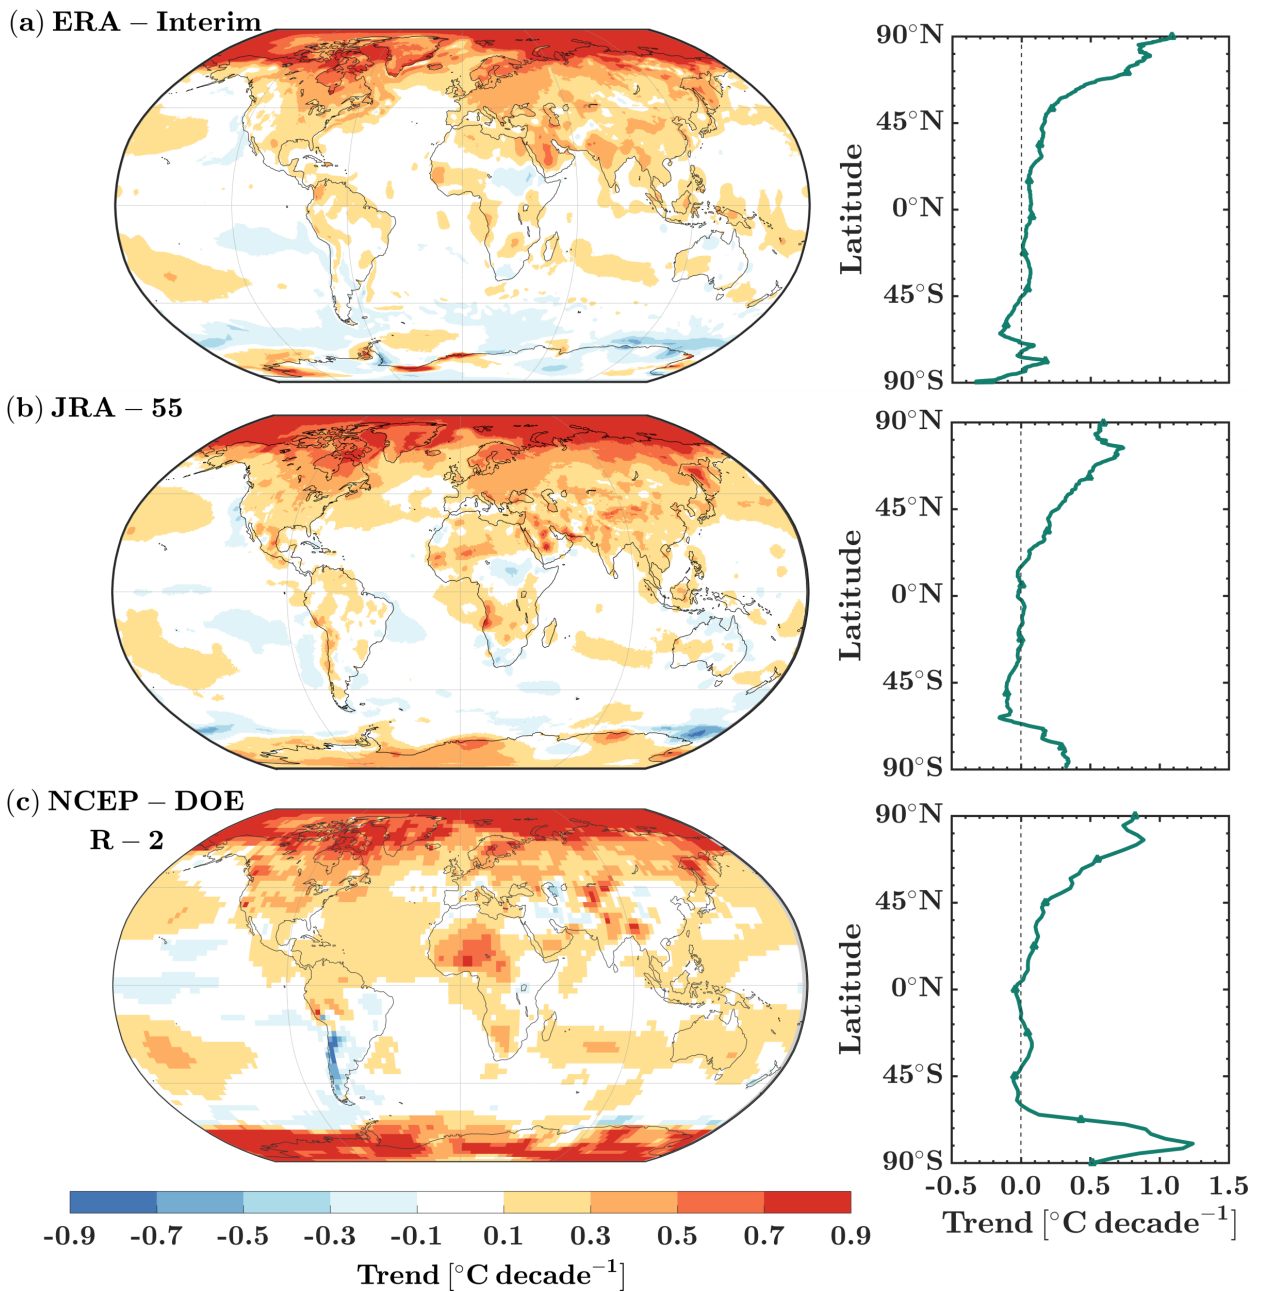 (a) ERA – Interim
90°N
45°N
0°N
45°S
90°S
Latitude
(b) JRA – 55
90°N
45°N
0°N
45°S
90°S
Latitude
(c) NCEP – DOE
R – 2
90°N
45°N
0°N
45°S
90°S
Latitude
-0.5 0.0 0.5 1.0 1.5
Trend [°C decade⁻¹]
-0.9 -0.7 -0.5 -0.3 -0.1 0.1 0.3 0.5 0.7 0.9
Trend [°C decade⁻¹]